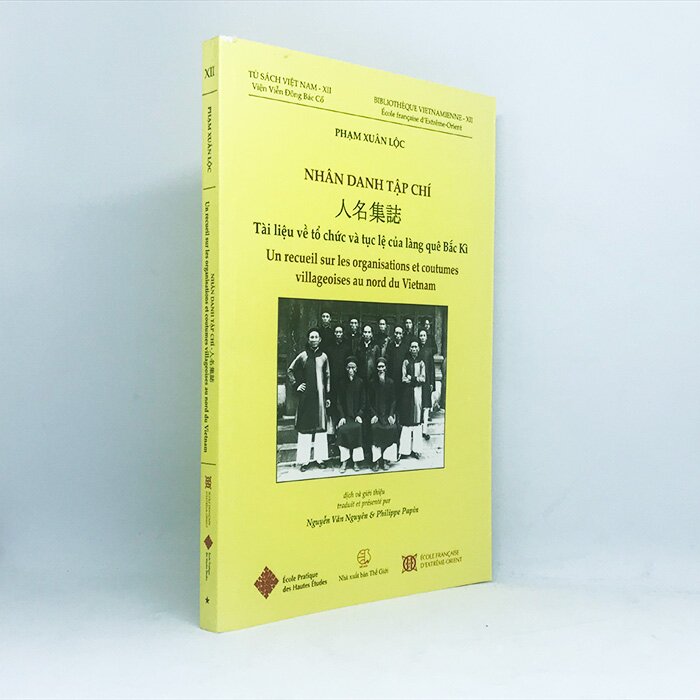 XII
PHẠM XUÂN LỘC
NHÂN DANH TẬP CHÍ - 人名集誌
Un recueil sur les organisations et coutumes villageoises au nord du Vietnam
TỦ SÁCH VIỆT NAM - XII
Viện Viễn Đông Bác Cổ
BIBLIOTHÈQUE VIETNAMIENNE - XII
École française d'Extrême-Orient
PHẠM XUÂN LỘC
NHÂN DANH TẬP CHÍ
人名集誌
Tài liệu về tổ chức và tục lệ của làng quê Bắc Kì
Un recueil sur les organisations et coutumes
villageoises au nord du Vietnam
dịch và giới thiệu
traduit et présenté par
Nguyễn Văn Nguyên & Philippe Papin
École Pratique
des Hautes Études
Nhà xuất bản Thế Giới
ÉCOLE FRANÇAISE
D'EXTRÊME-ORIENT